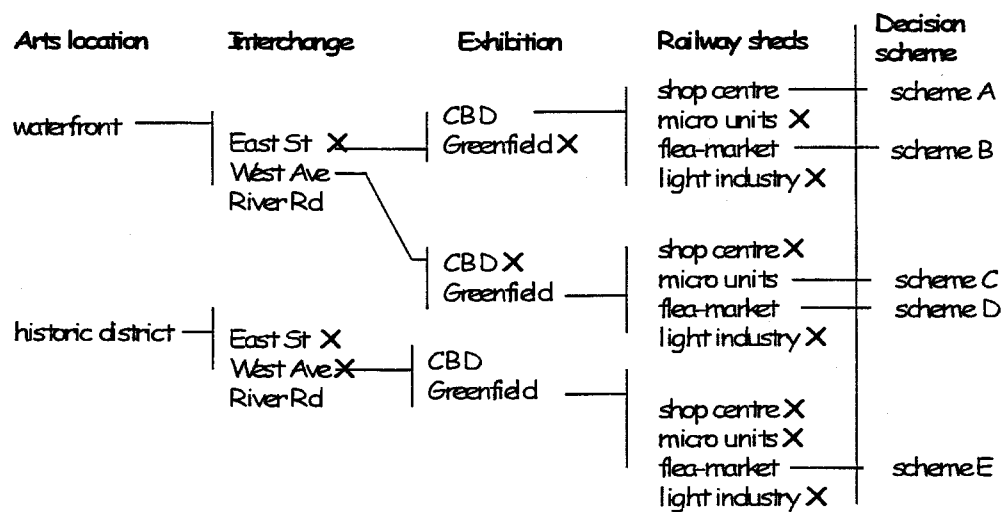 Arts location Interchange Exhibition Railway sheds Decision scheme
waterfront
East St X
West Ave
River Rd
CBD
Greenfield X
shop centre scheme A
micro units X
flea-market scheme B
light industry X
CBD X
Greenfield
shop centre X
micro units scheme C
flea-market scheme D
light industry X
historic district
East St X
West Ave X
River Rd
CBD
Greenfield
shop centre X
micro units X
flea-market scheme E
light industry X